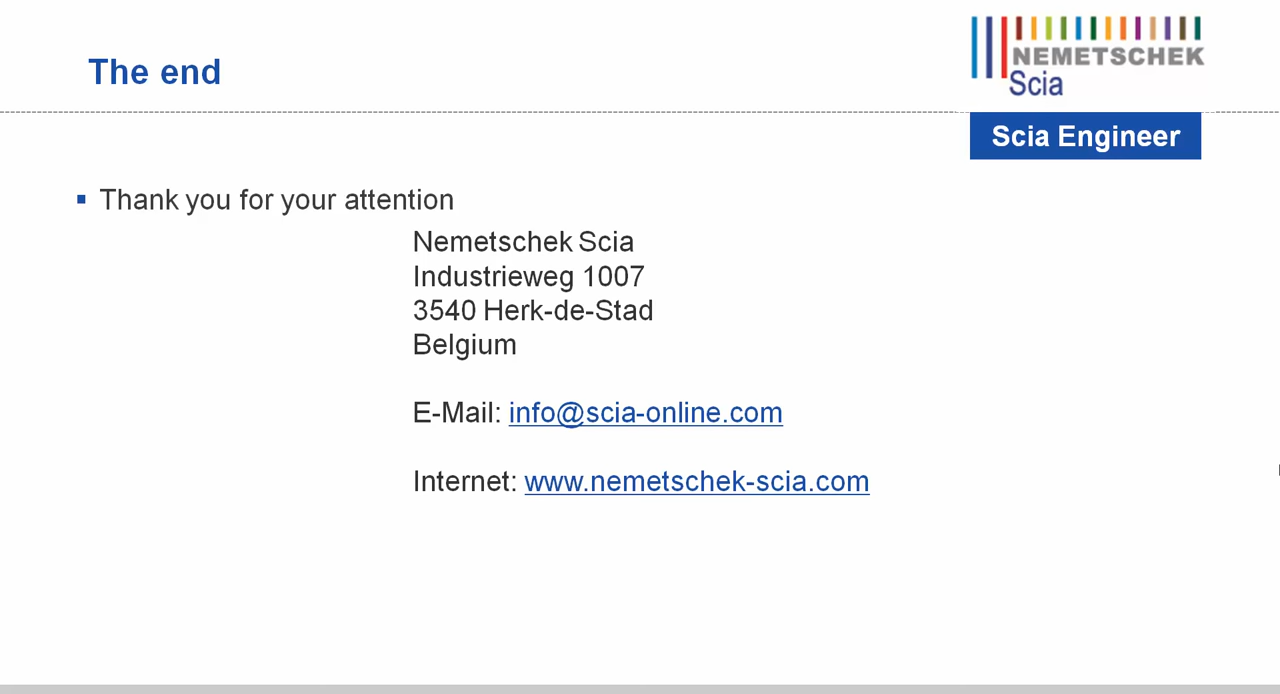 The end
NEMETSCHEK
Scia
Scia Engineer
Thank you for your attention
Nemetschek Scia
Industrieweg 1007
3540 Herk-de-Stad
Belgium
E-Mail: info@scia-online.com
Internet: www.nemetschek-scia.com